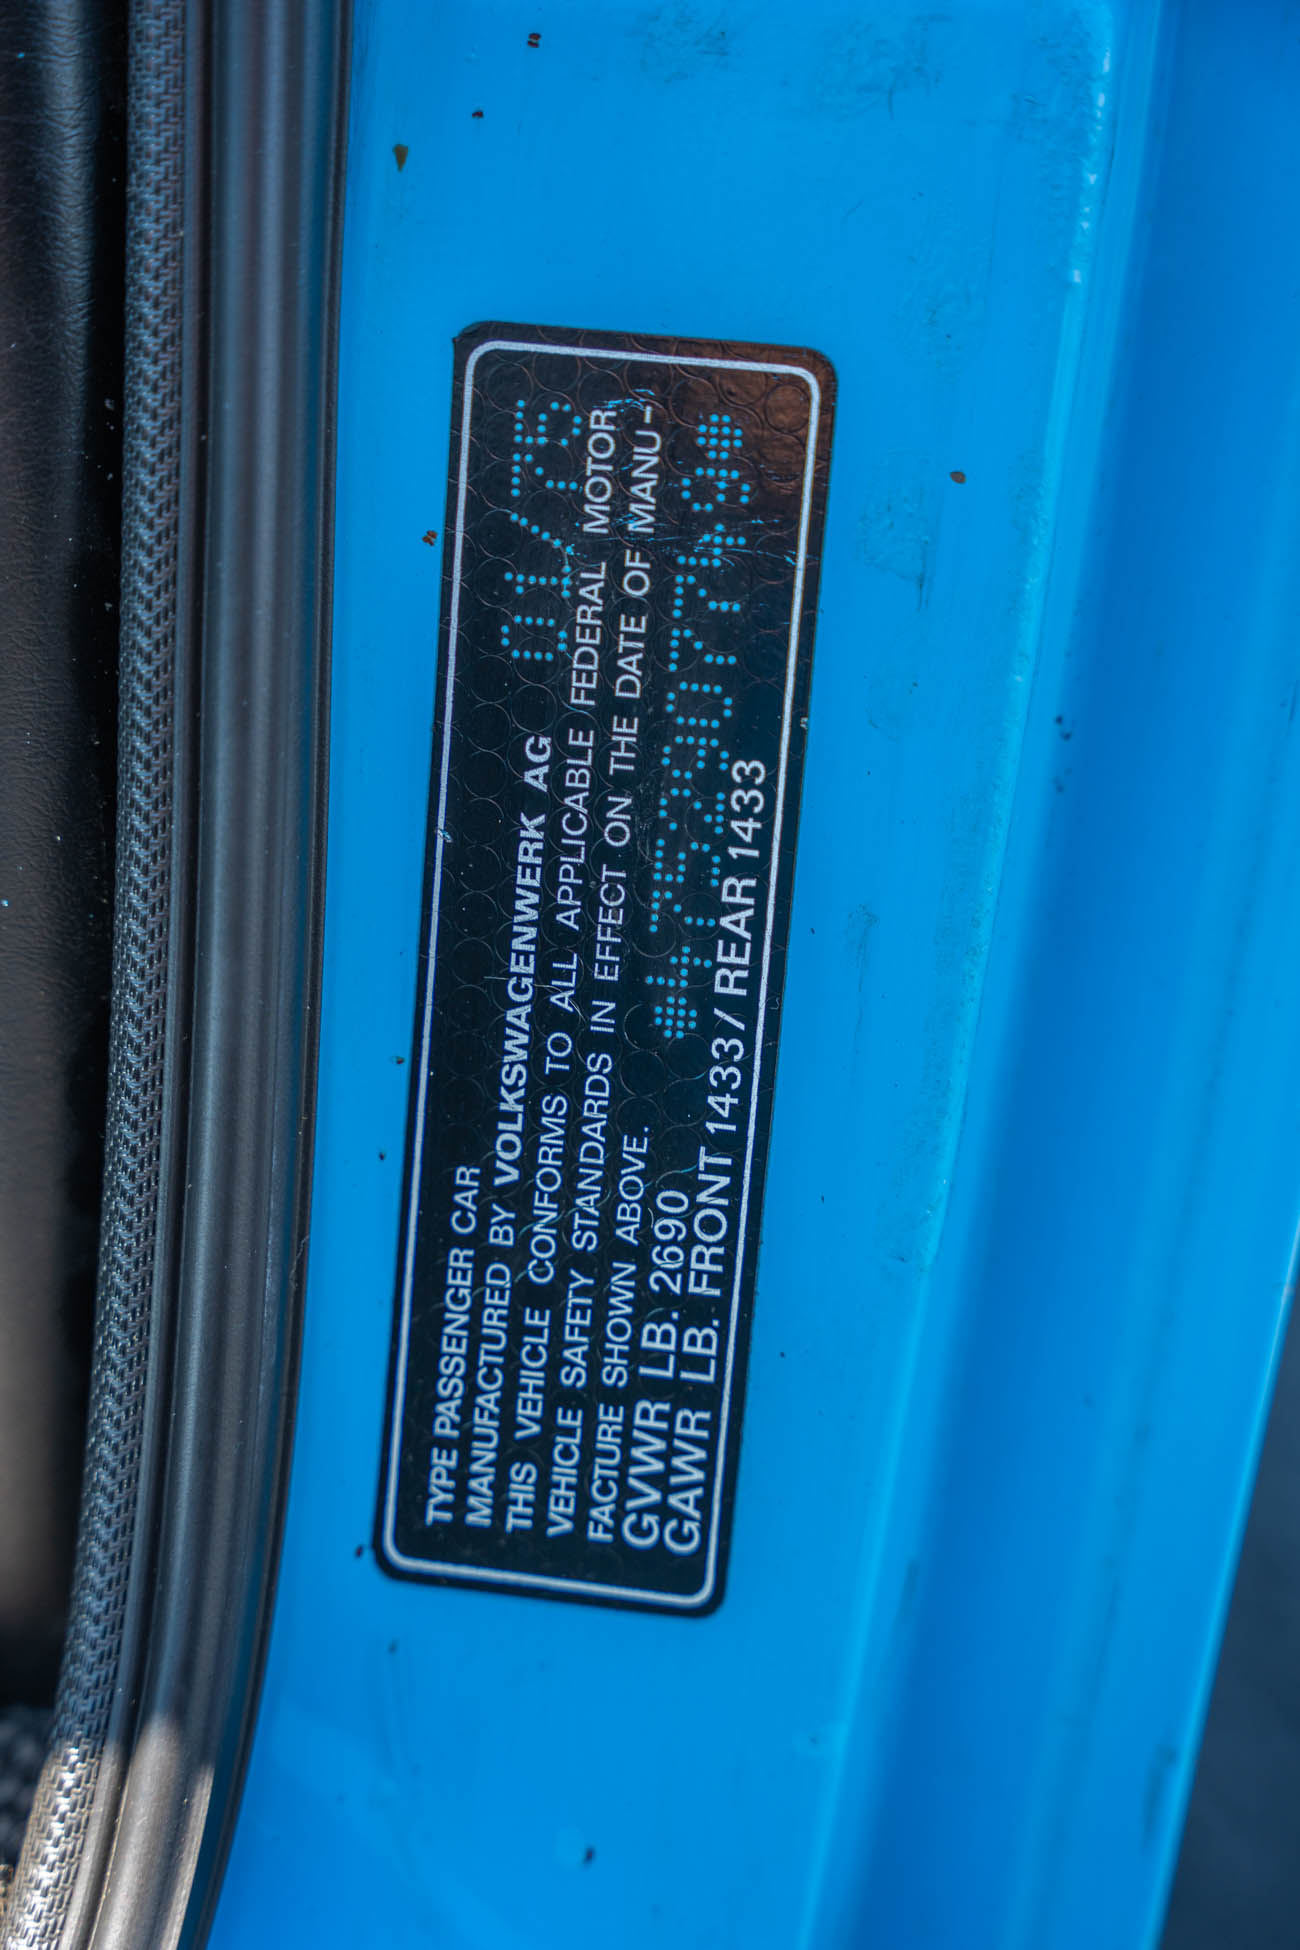 TYPE PASSENGER CAR
MANUFACTURED BY VOLKSWAGENWERK AG 01/75
THIS VEHICLE CONFORMS TO ALL APPLICABLE FEDERAL MOTOR
VEHICLE SAFETY STANDARDS IN EFFECT ON THE DATE OF MANU-
FACTURE SHOWN ABOVE.
GVWR LB. 2690
GAWR LB. FRONT 1433 / REAR 1433